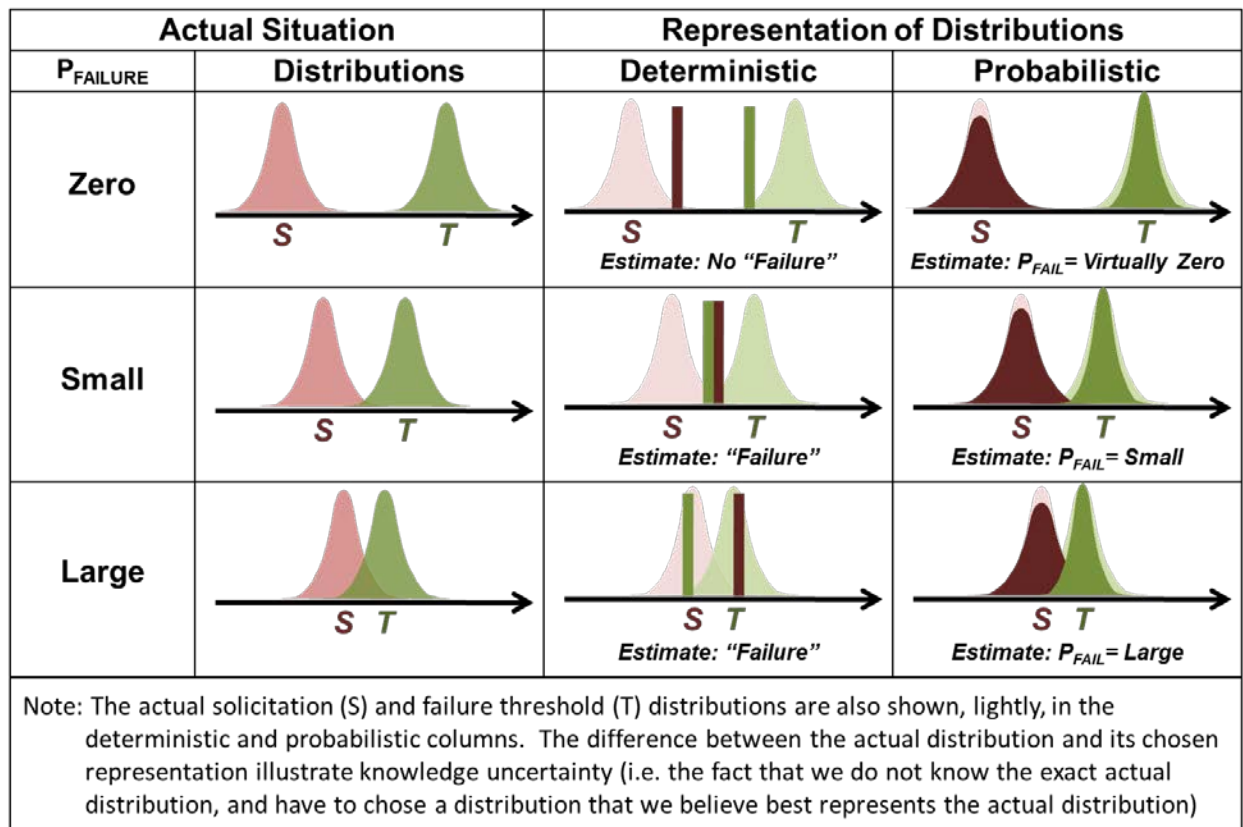 Actual Situation
Representation of Distributions
P_FAILURE
Distributions
Deterministic
Probabilistic
Zero
S
T
S
T
Estimate: No “Failure”
S
T
Estimate: P_FAIL= Virtually Zero
Small
S
T
S
T
Estimate: “Failure”
S
T
Estimate: P_FAIL= Small
Large
S
T
S
T
Estimate: “Failure”
S
T
Estimate: P_FAIL= Large
Note: The actual solicitation (S) and failure threshold (T) distributions are also shown, lightly, in the
deterministic and probabilistic columns. The difference between the actual distribution and its chosen
representation illustrate knowledge uncertainty (i.e. the fact that we do not know the exact actual
distribution, and have to chose a distribution that we believe best represents the actual distribution)